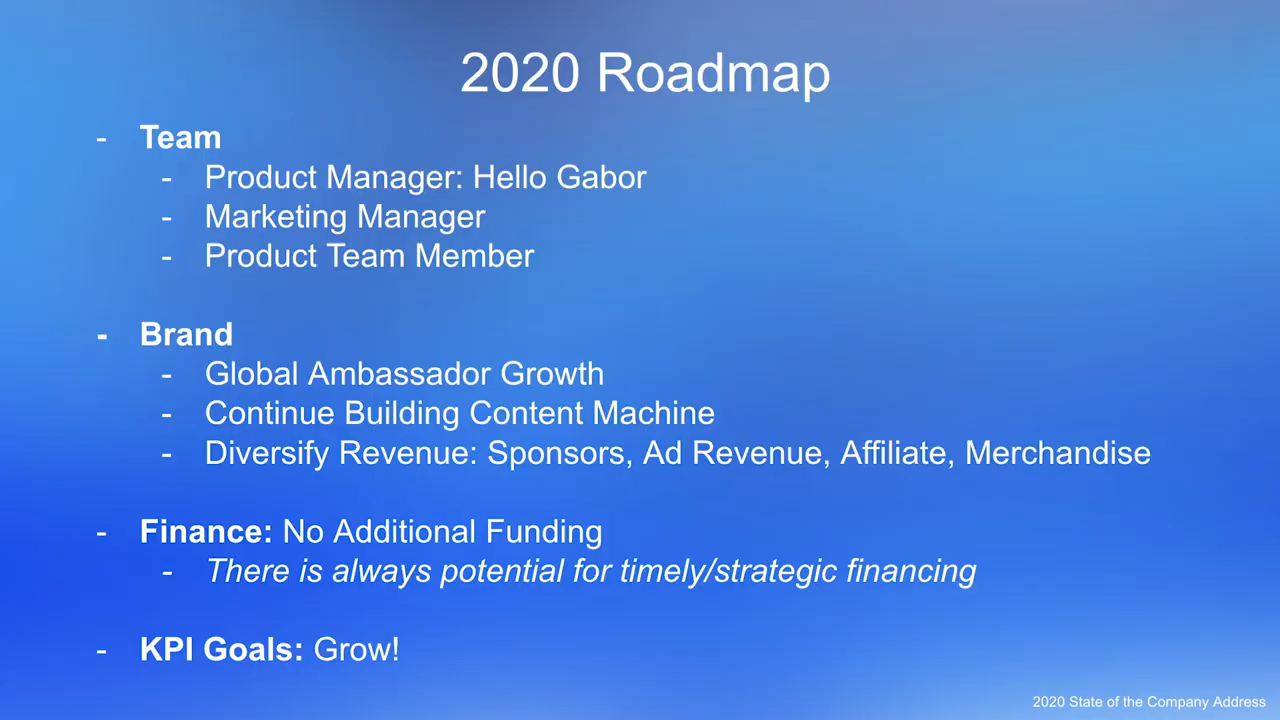 2020 Roadmap
- Team
- Product Manager: Hello Gabor
- Marketing Manager
- Product Team Member
- Brand
- Global Ambassador Growth
- Continue Building Content Machine
- Diversify Revenue: Sponsors, Ad Revenue, Affiliate, Merchandise
- Finance: No Additional Funding
- There is always potential for timely/strategic financing
- KPI Goals: Grow!
2020 State of the Company Address